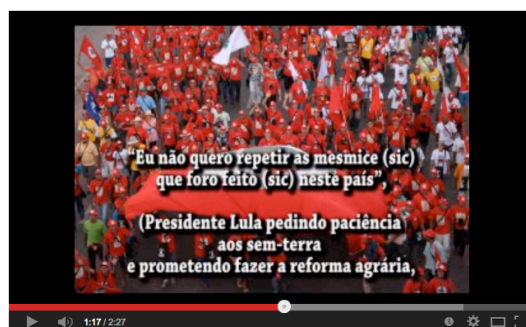 “Eu não quero repetir as mesmice (sic)
que foro feito (sic) neste país”,
(Presidente Lula pedindo paciência
aos sem-terra
e prometendo fazer a reforma agrária,
1:17 / 2:27